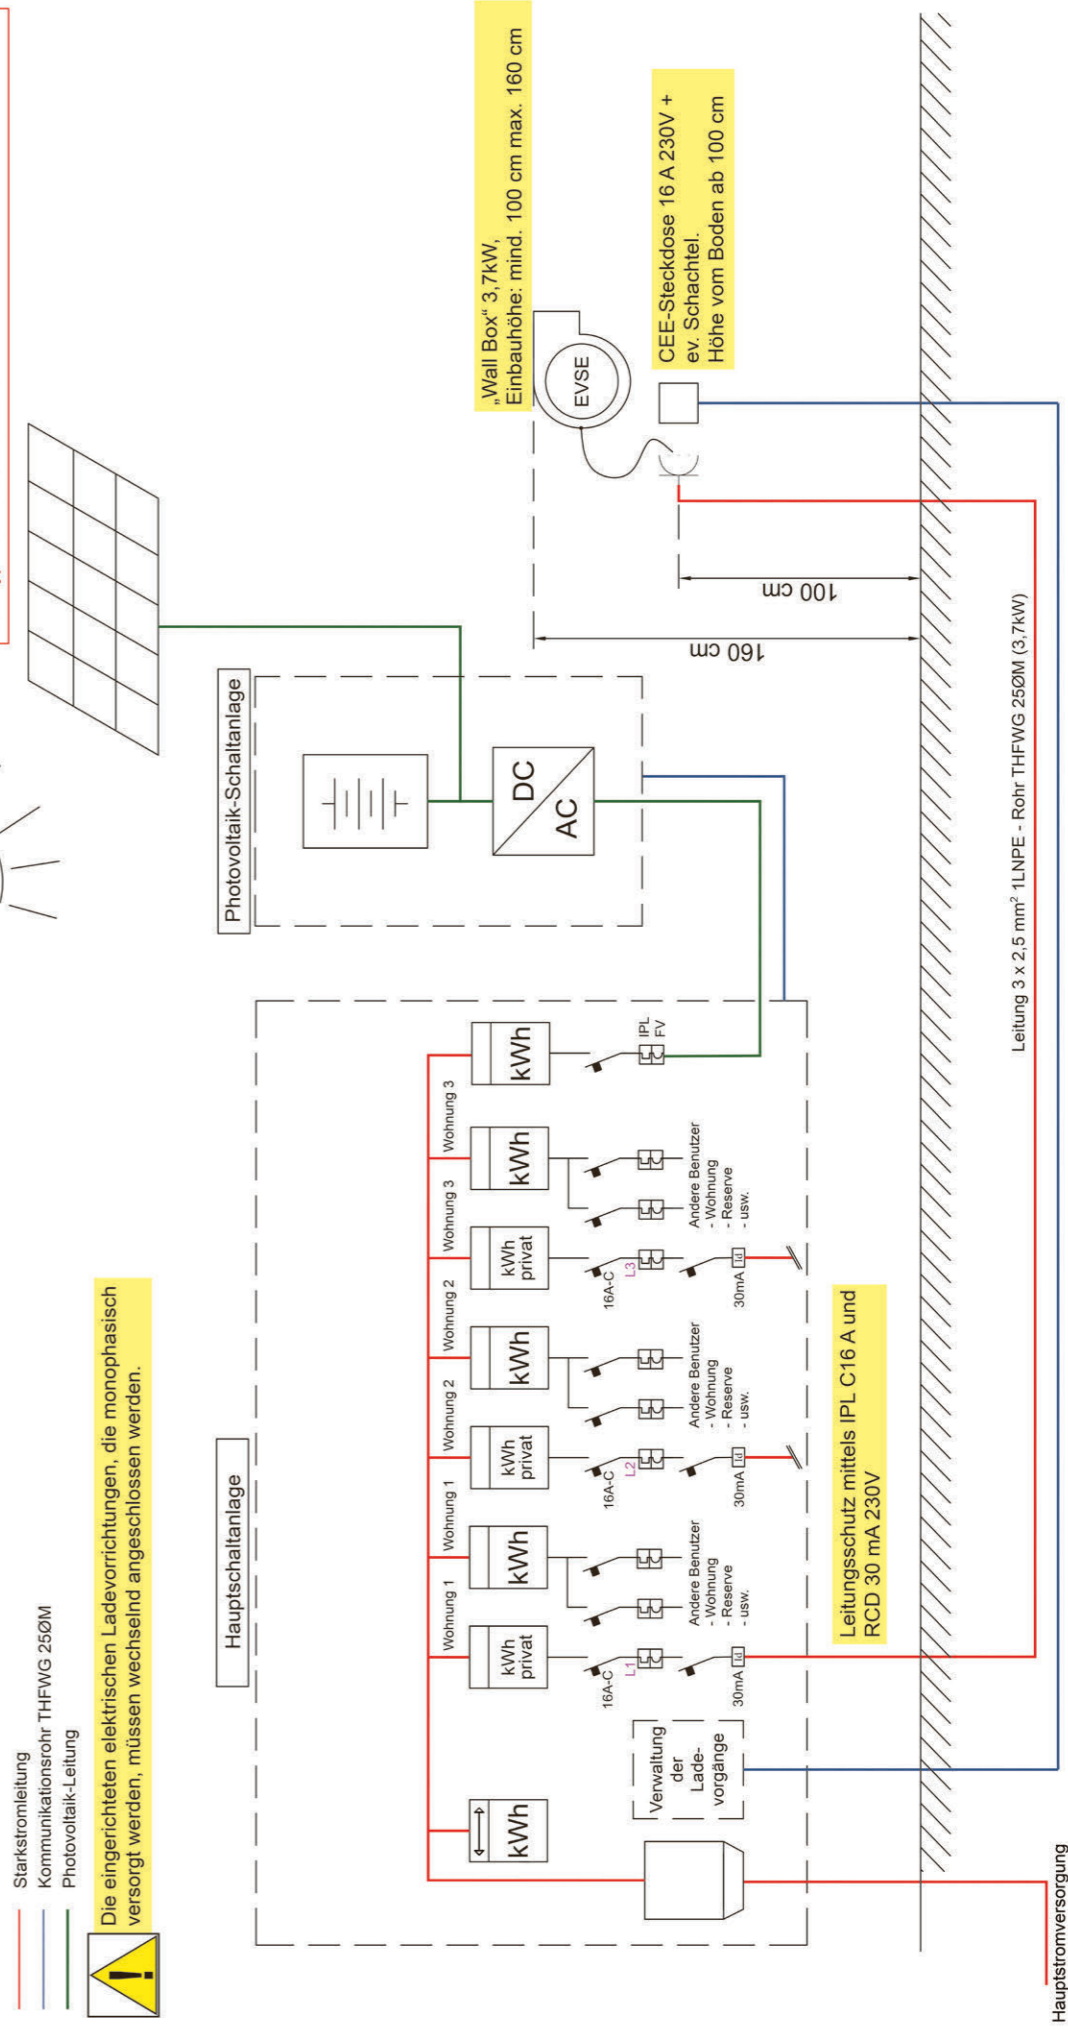 Starkstromleitung
Kommunikationsrohr THFWG 25ØM
Photovoltaik-Leitung
Die eingerichteten elektrischen Ladevorrichtungen, die monophasisch
versorgt werden, müssen wechselnd angeschlossen werden.
Hauptschaltanlage
Photovoltaik-Schaltanlage
DC
AC
„Wall Box“ 3,7kW,
Einbauhöhe: mind. 100 cm max. 160 cm
EVSE
CEE-Steckdose 16 A 230V +
ev. Schachtel.
Höhe vom Boden ab 100 cm
160 cm
100 cm
Wohnung 1
Wohnung 1
Wohnung 2
Wohnung 2
Wohnung 3
Wohnung 3
kWh
kWh
privat
kWh
kWh
privat
kWh
kWh
privat
kWh
kWh
16A-C
L1
30mA
Id
Andere Benutzer
- Wohnung
- Reserve
- usw.
16A-C
L2
30mA
Id
Andere Benutzer
- Wohnung
- Reserve
- usw.
16A-C
L3
30mA
Id
Andere Benutzer
- Wohnung
- Reserve
- usw.
IPL
FV
Verwaltung
der
Lade-
vorgänge
Leitungsschutz mittels IPL C16 A und
RCD 30 mA 230V
Leitung 3 x 2,5 mm² 1LNPE - Rohr THFWG 25ØM (3,7kW)
Hauptstromversorgung